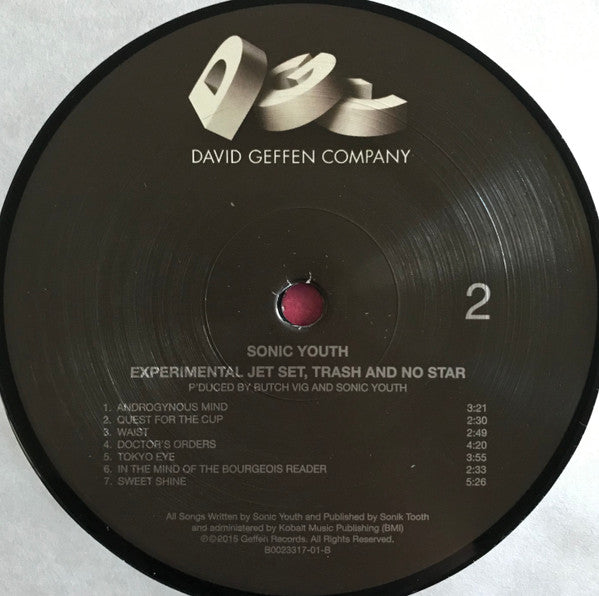 DGC
DAVID GEFFEN COMPANY
2
SONIC YOUTH
EXPERIMENTAL JET SET, TRASH AND NO STAR
P'DUCED BY BUTCH VIG AND SONIC YOUTH
1. ANDROGYNOUS MIND 3:21
2. QUEST FOR THE CUP 2:30
3. WAIST 2:49
4. DOCTOR'S ORDERS 4:20
5. TOKYO EYE 3:55
6. IN THE MIND OF THE BOURGEOIS READER 2:33
7. SWEET SHINE 5:26
All Songs Written by Sonic Youth and Published by Sonik Tooth
and administered by Kobalt Music Publishing (BMI)
℗©2015 Geffen Records. All Rights Reserved.
B0023317-01-B